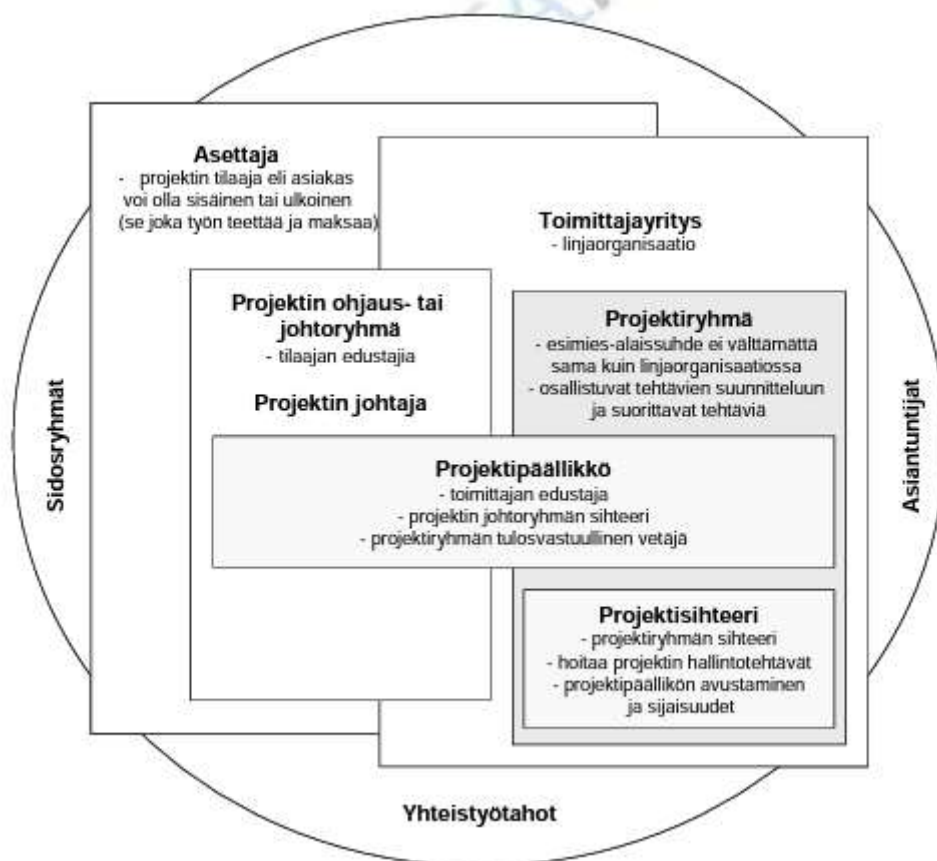 Asettaja
- projektin tilaaja eli asiakas
voi olla sisäinen tai ulkoinen
(se joka työn teettää ja maksaa)
Toimittajayritys
- linjaorganisaatio
Projektin ohjaus- tai
johtoryhmä
- tilaajan edustajia
Projektin johtaja
Projektiryhmä
- esimies-alaissuhde ei välttämättä
sama kuin linjaorganisaatiossa
- osallistuvat tehtävien suunnitteluun
ja suorittavat tehtäviä
Sidosryhmät
Asiantuntijat
Projektipäällikkö
- toimittajan edustaja
- projektin johtoryhmän sihteeri
- projektiryhmän tulosvastuullinen vetäjä
Projektisihteeri
- projektiryhmän sihteeri
- hoitaa projektin hallintotehtävät
- projektipäällikön avustaminen
ja sijaisuudet
Yhteistyötahot